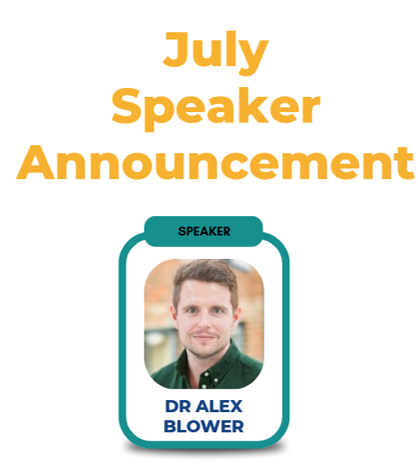 July
Speaker
Announcement
SPEAKER
DR ALEX
BLOWER